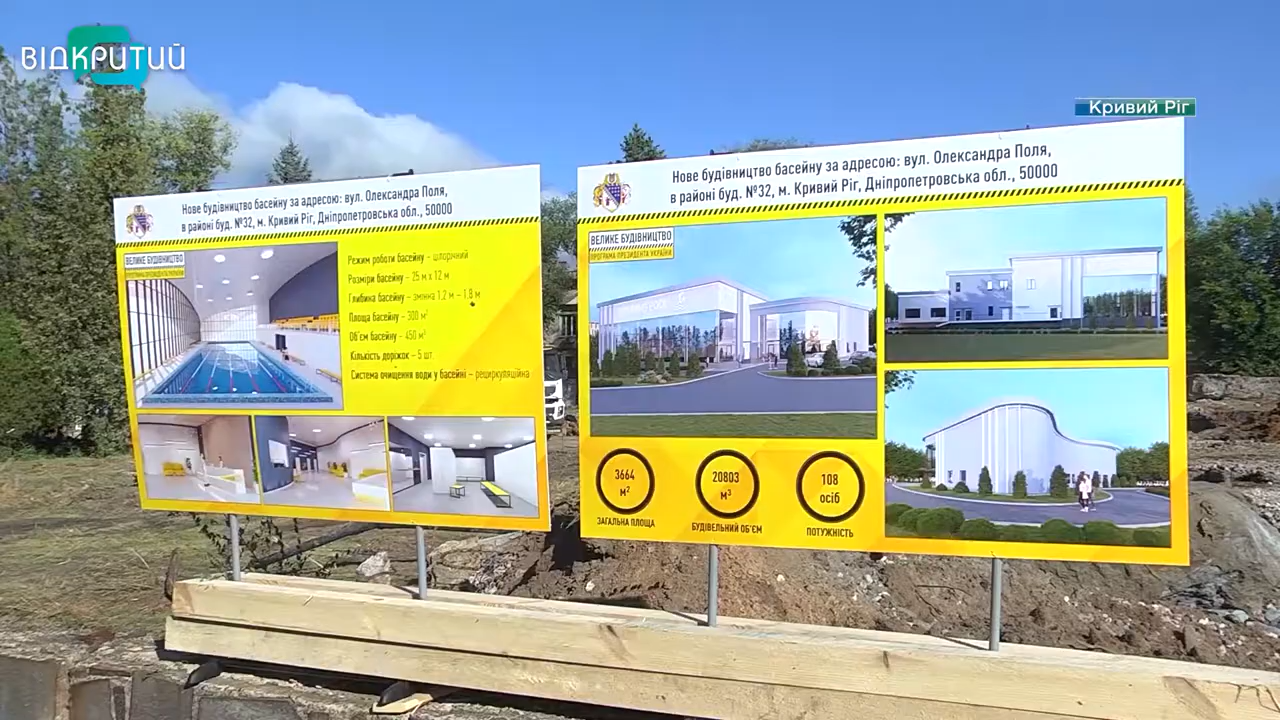 ВІДКРИТИЙ
Кривий Ріг
Нове будівництво басейну за адресою: вул. Олександра Поля,
в районі буд. №32, м. Кривий Ріг, Дніпропетровська обл., 50000
ВЕЛИКЕ БУДІВНИЦТВО
ПРОГРАМА ПРЕЗИДЕНТА УКРАЇНИ
Режим роботи басейну – цілорічний
Розміри басейну – 25 м х 12 м
Глибина басейну – змінна 1,2 м – 1,8 м
Площа басейну – 300 м²
Об'єм басейну – 450 м³
Кількість доріжок – 5 шт.
Система очищення води у басейні – рециркуляційна
Нове будівництво басейну за адресою: вул. Олександра Поля,
в районі буд. №32, м. Кривий Ріг, Дніпропетровська обл., 50000
ВЕЛИКЕ БУДІВНИЦТВО
ПРОГРАМА ПРЕЗИДЕНТА УКРАЇНИ
3664
м²
ЗАГАЛЬНА ПЛОЩА
20803
м³
БУДІВЕЛЬНИЙ ОБ'ЄМ
108
осіб
ПОТУЖНІСТЬ